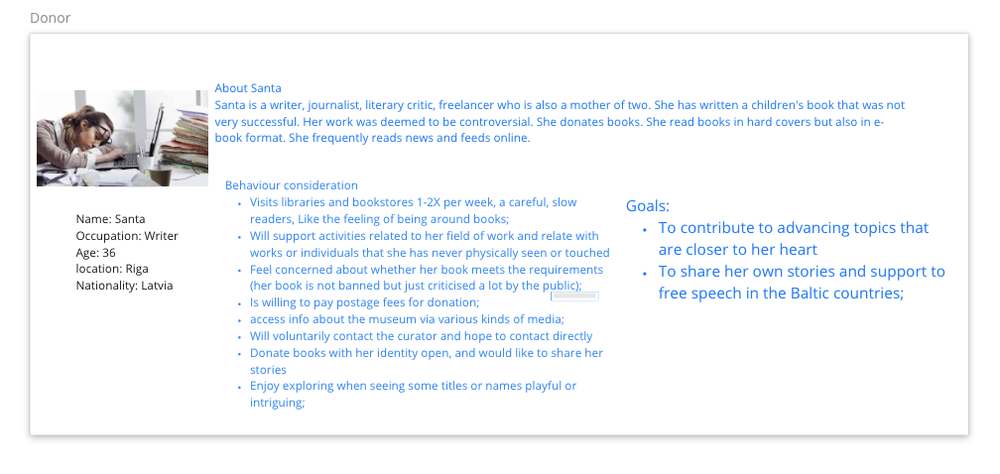 Donor
About Santa
Santa is a writer, journalist, literary critic, freelancer who is also a mother of two. She has written a children's book that was not
very successful. Her work was deemed to be controversial. She donates books. She read books in hard covers but also in e-
book format. She frequently reads news and feeds online.
Name: Santa
Occupation: Writer
Age: 36
location: Riga
Nationality: Latvia
Behaviour consideration
• Visits libraries and bookstores 1-2X per week, a careful, slow
readers, Like the feeling of being around books;
• Will support activities related to her field of work and relate with
works or individuals that she has never physically seen or touched
• Feel concerned about whether her book meets the requirements
(her book is not banned but just criticised a lot by the public);
• Is willing to pay postage fees for donation;
• access info about the museum via various kinds of media;
• Will voluntarily contact the curator and hope to contact directly
• Donate books with her identity open, and would like to share her
stories
• Enjoy exploring when seeing some titles or names playful or
intriguing;
Goals:
• To contribute to advancing topics that
are closer to her heart
• To share her own stories and support to
free speech in the Baltic countries;